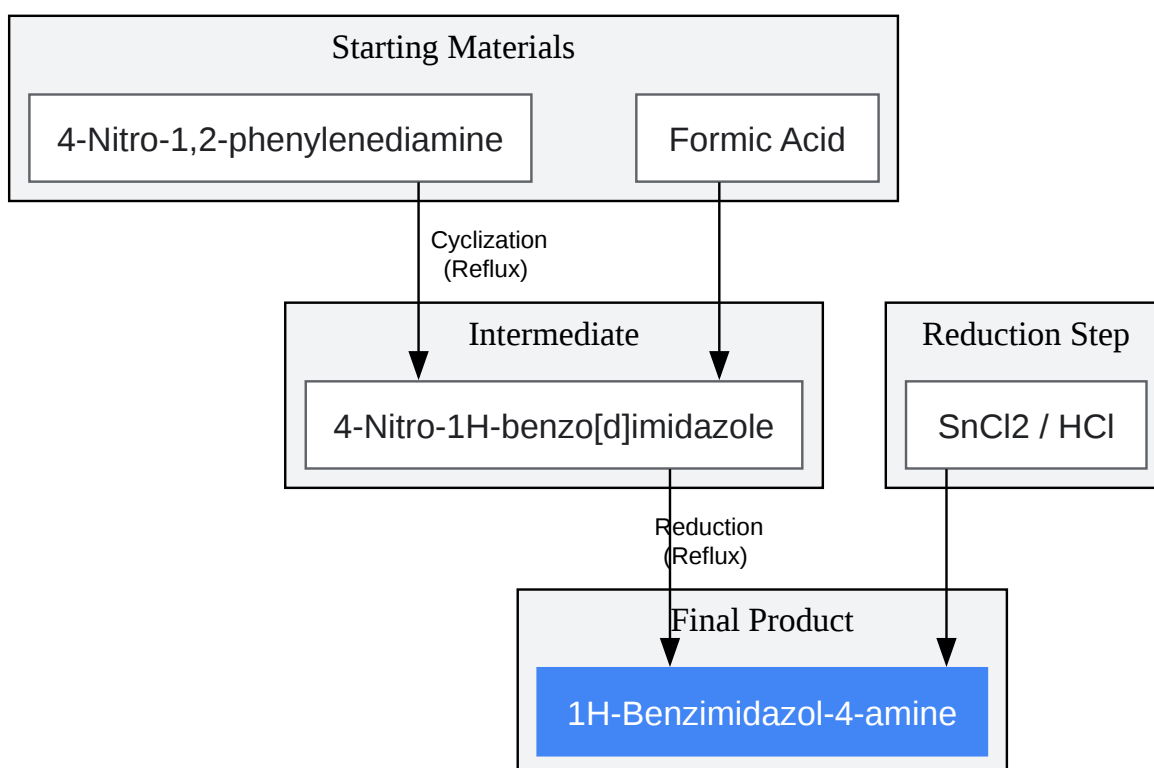 Starting Materials
4-Nitro-1,2-phenylenediamine
Formic Acid
Cyclization
(Reflux)
Intermediate
Reduction Step
4-Nitro-1H-benzo[d]imidazole
SnCl2 / HCl
Reduction
(Reflux)
Final Product
1H-Benzimidazol-4-amine